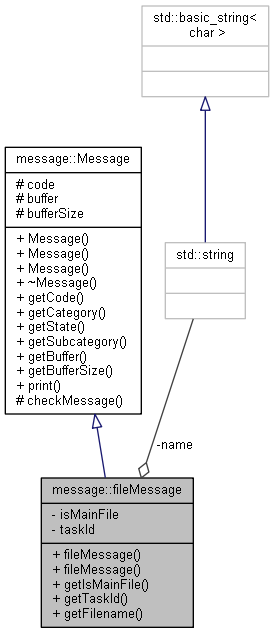 std::basic_string<
char >
message::Message
# code
# buffer
# bufferSize
+ Message()
+ Message()
+ Message()
+ ~Message()
+ getCode()
+ getCategory()
+ getState()
+ getSubcategory()
+ getBuffer()
+ getBufferSize()
+ print()
# checkMessage()
std::string
-name
message::fileMessage
- isMainFile
- taskId
+ fileMessage()
+ fileMessage()
+ getIsMainFile()
+ getTaskId()
+ getFilename()